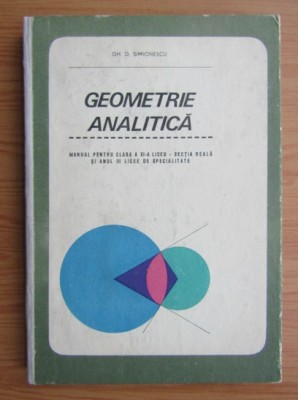 GH. D. SIMIONESCU
GEOMETRIE
ANALITICĂ
MANUAL PENTRU CLASA A XI-A LICEU - SECȚIA REALĂ
ȘI ANUL III LICEE DE SPECIALITATE